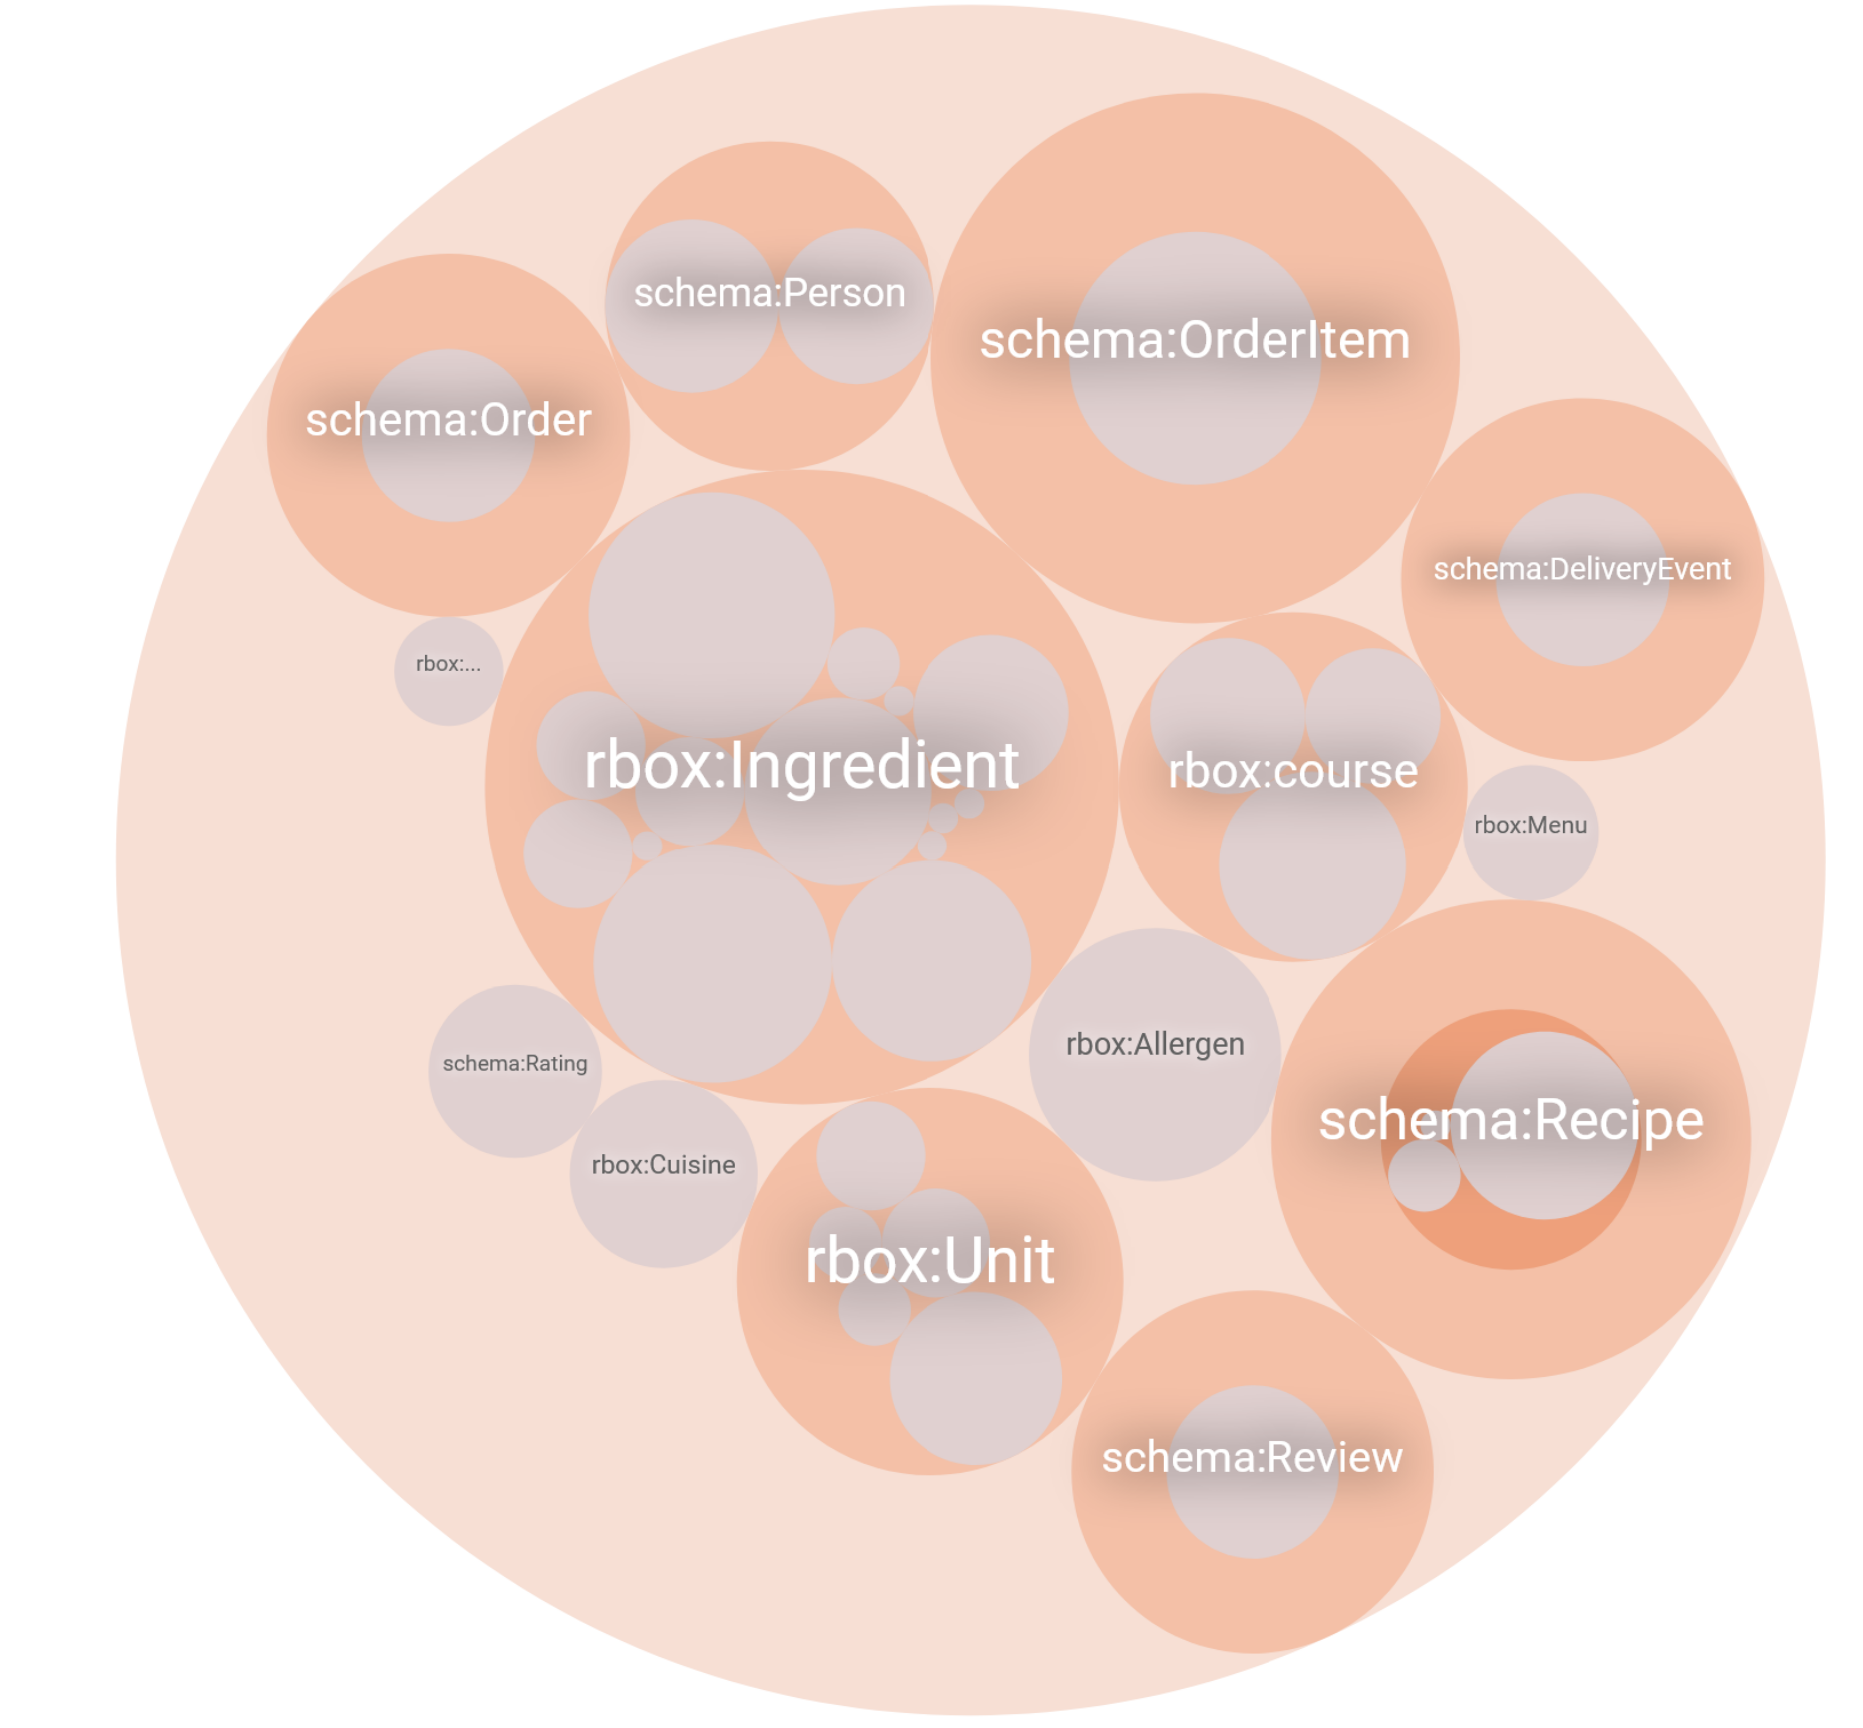 schema:Person
schema:OrderItem
schema:Order
schema:DeliveryEvent
rbox:...
rbox:Ingredient
rbox:course
rbox:Menu
rbox:Allergen
schema:Rating
schema:Recipe
rbox:Cuisine
rbox:Unit
schema:Review